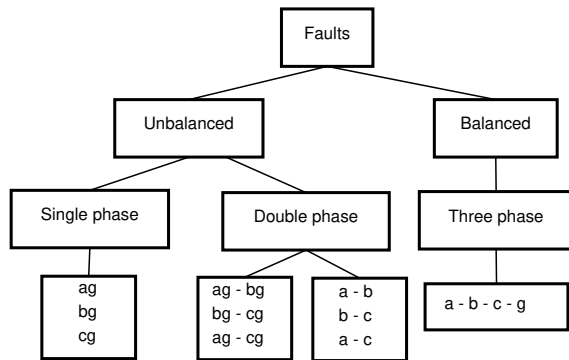 Faults
Unbalanced
Balanced
Single phase
Double phase
Three phase
ag
bg
cg
ag - bg
bg - cg
ag - cg
a - b
b - c
a - c
a - b - c - g